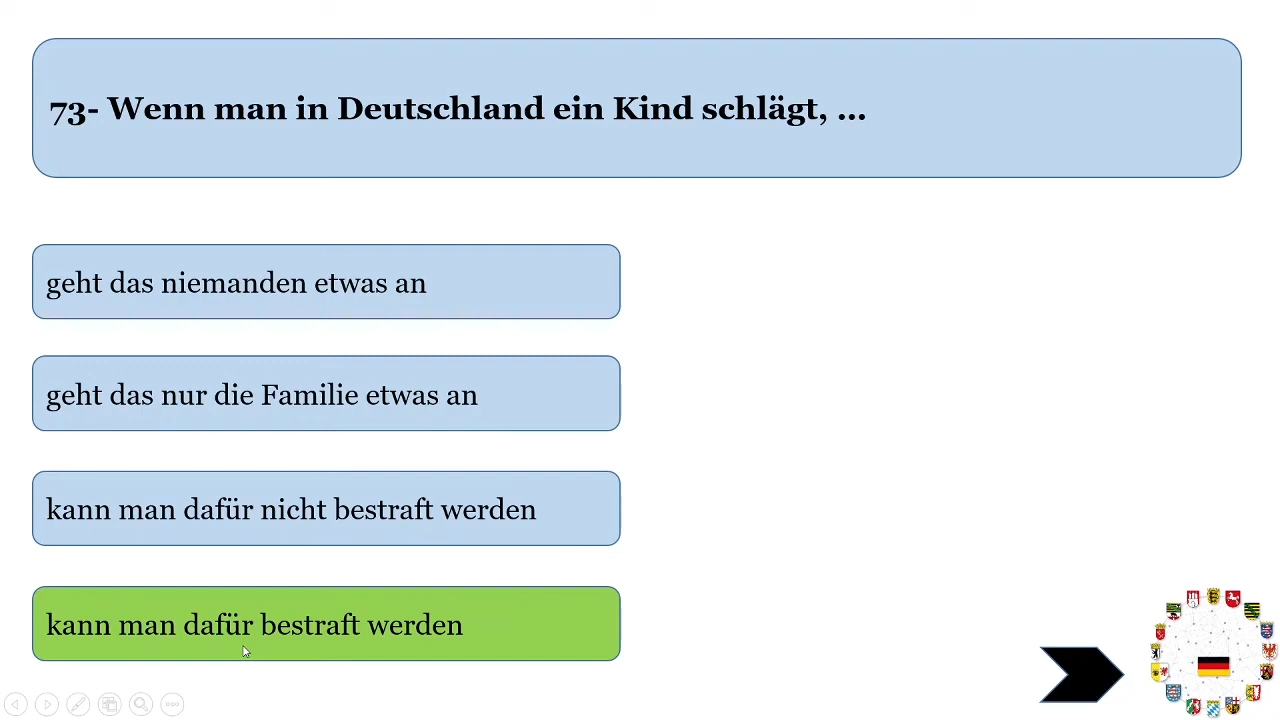 73- Wenn man in Deutschland ein Kind schlägt, ...
geht das niemanden etwas an
geht das nur die Familie etwas an
kann man dafür nicht bestraft werden
kann man dafür bestraft werden